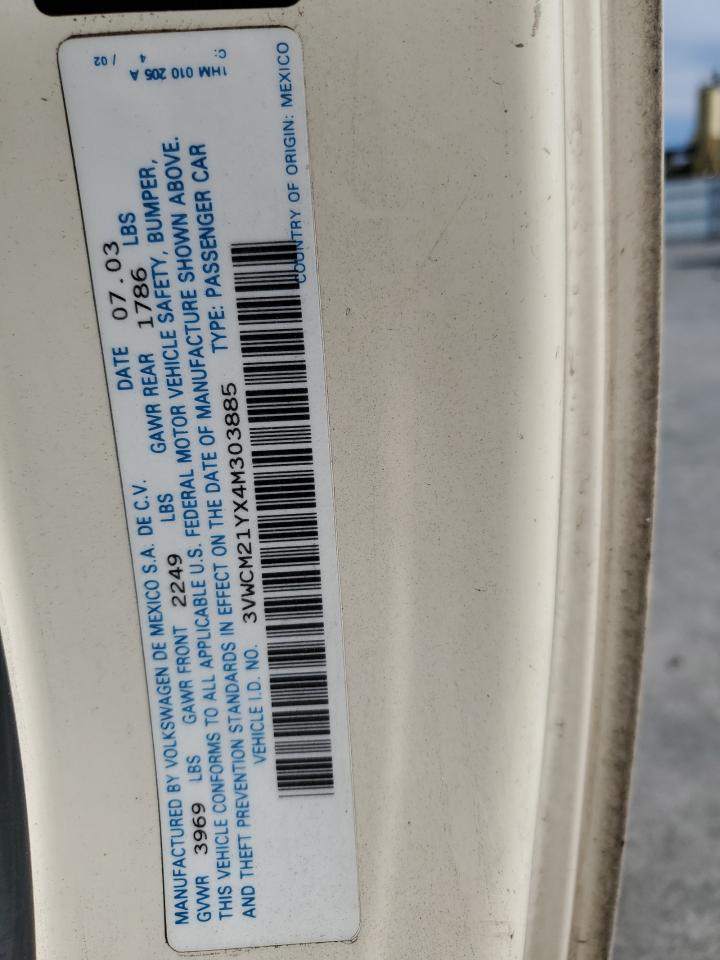 MANUFACTURED BY VOLKSWAGEN DE MEXICO S.A. DE C.V. DATE 07.03
GVWR 3969 LBS GAWR FRONT 2249 LBS GAWR REAR 1786 LBS
THIS VEHICLE CONFORMS TO ALL APPLICABLE U.S. FEDERAL MOTOR VEHICLE SAFETY, BUMPER,
AND THEFT PREVENTION STANDARDS IN EFFECT ON THE DATE OF MANUFACTURE SHOWN ABOVE.
VEHICLE I.D. NO. 3VWCM21YX4M303885 TYPE: PASSENGER CAR
COUNTRY OF ORIGIN: MEXICO
1HM 010 205 A
C: 4 / 02